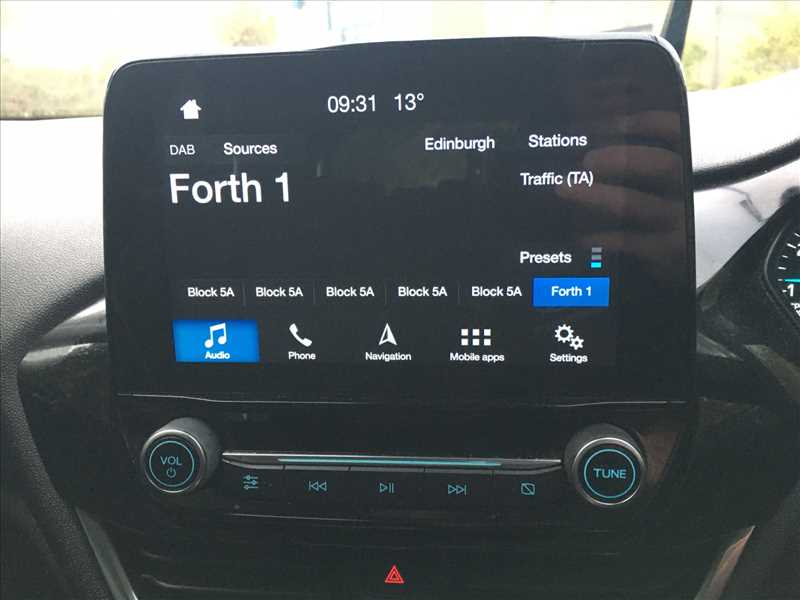 09:31 13°
DAB Sources Edinburgh Stations
Forth 1 Traffic (TA)
Presets
Block 5A Block 5A Block 5A Block 5A Block 5A Forth 1
Audio Phone Navigation Mobile apps Settings
VOL TUNE